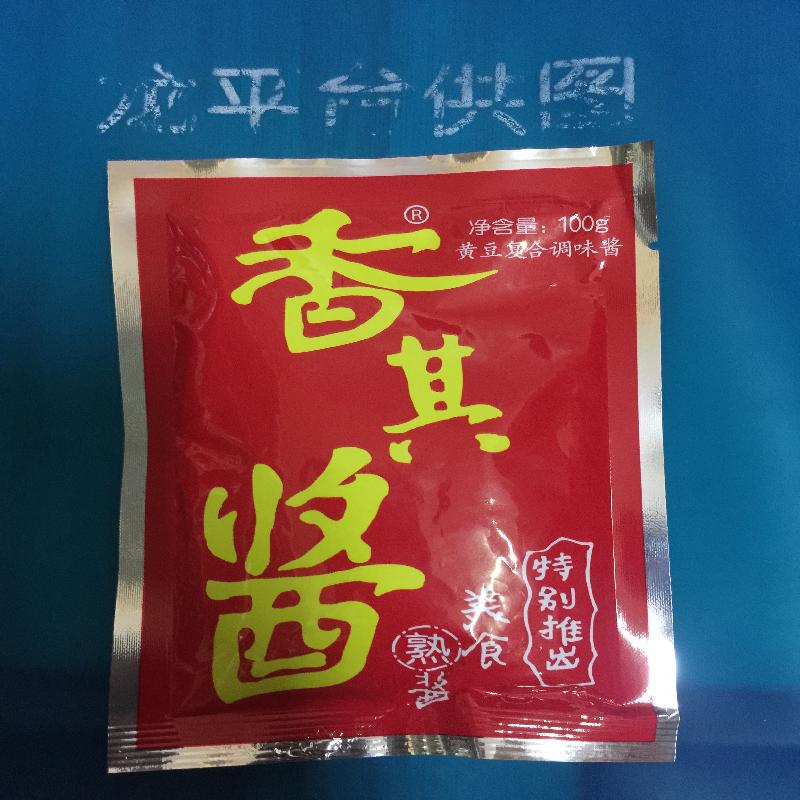 平台供图
香其酱
®
净含量：100g
黄豆复合调味酱
特别推出
美食
熟酱